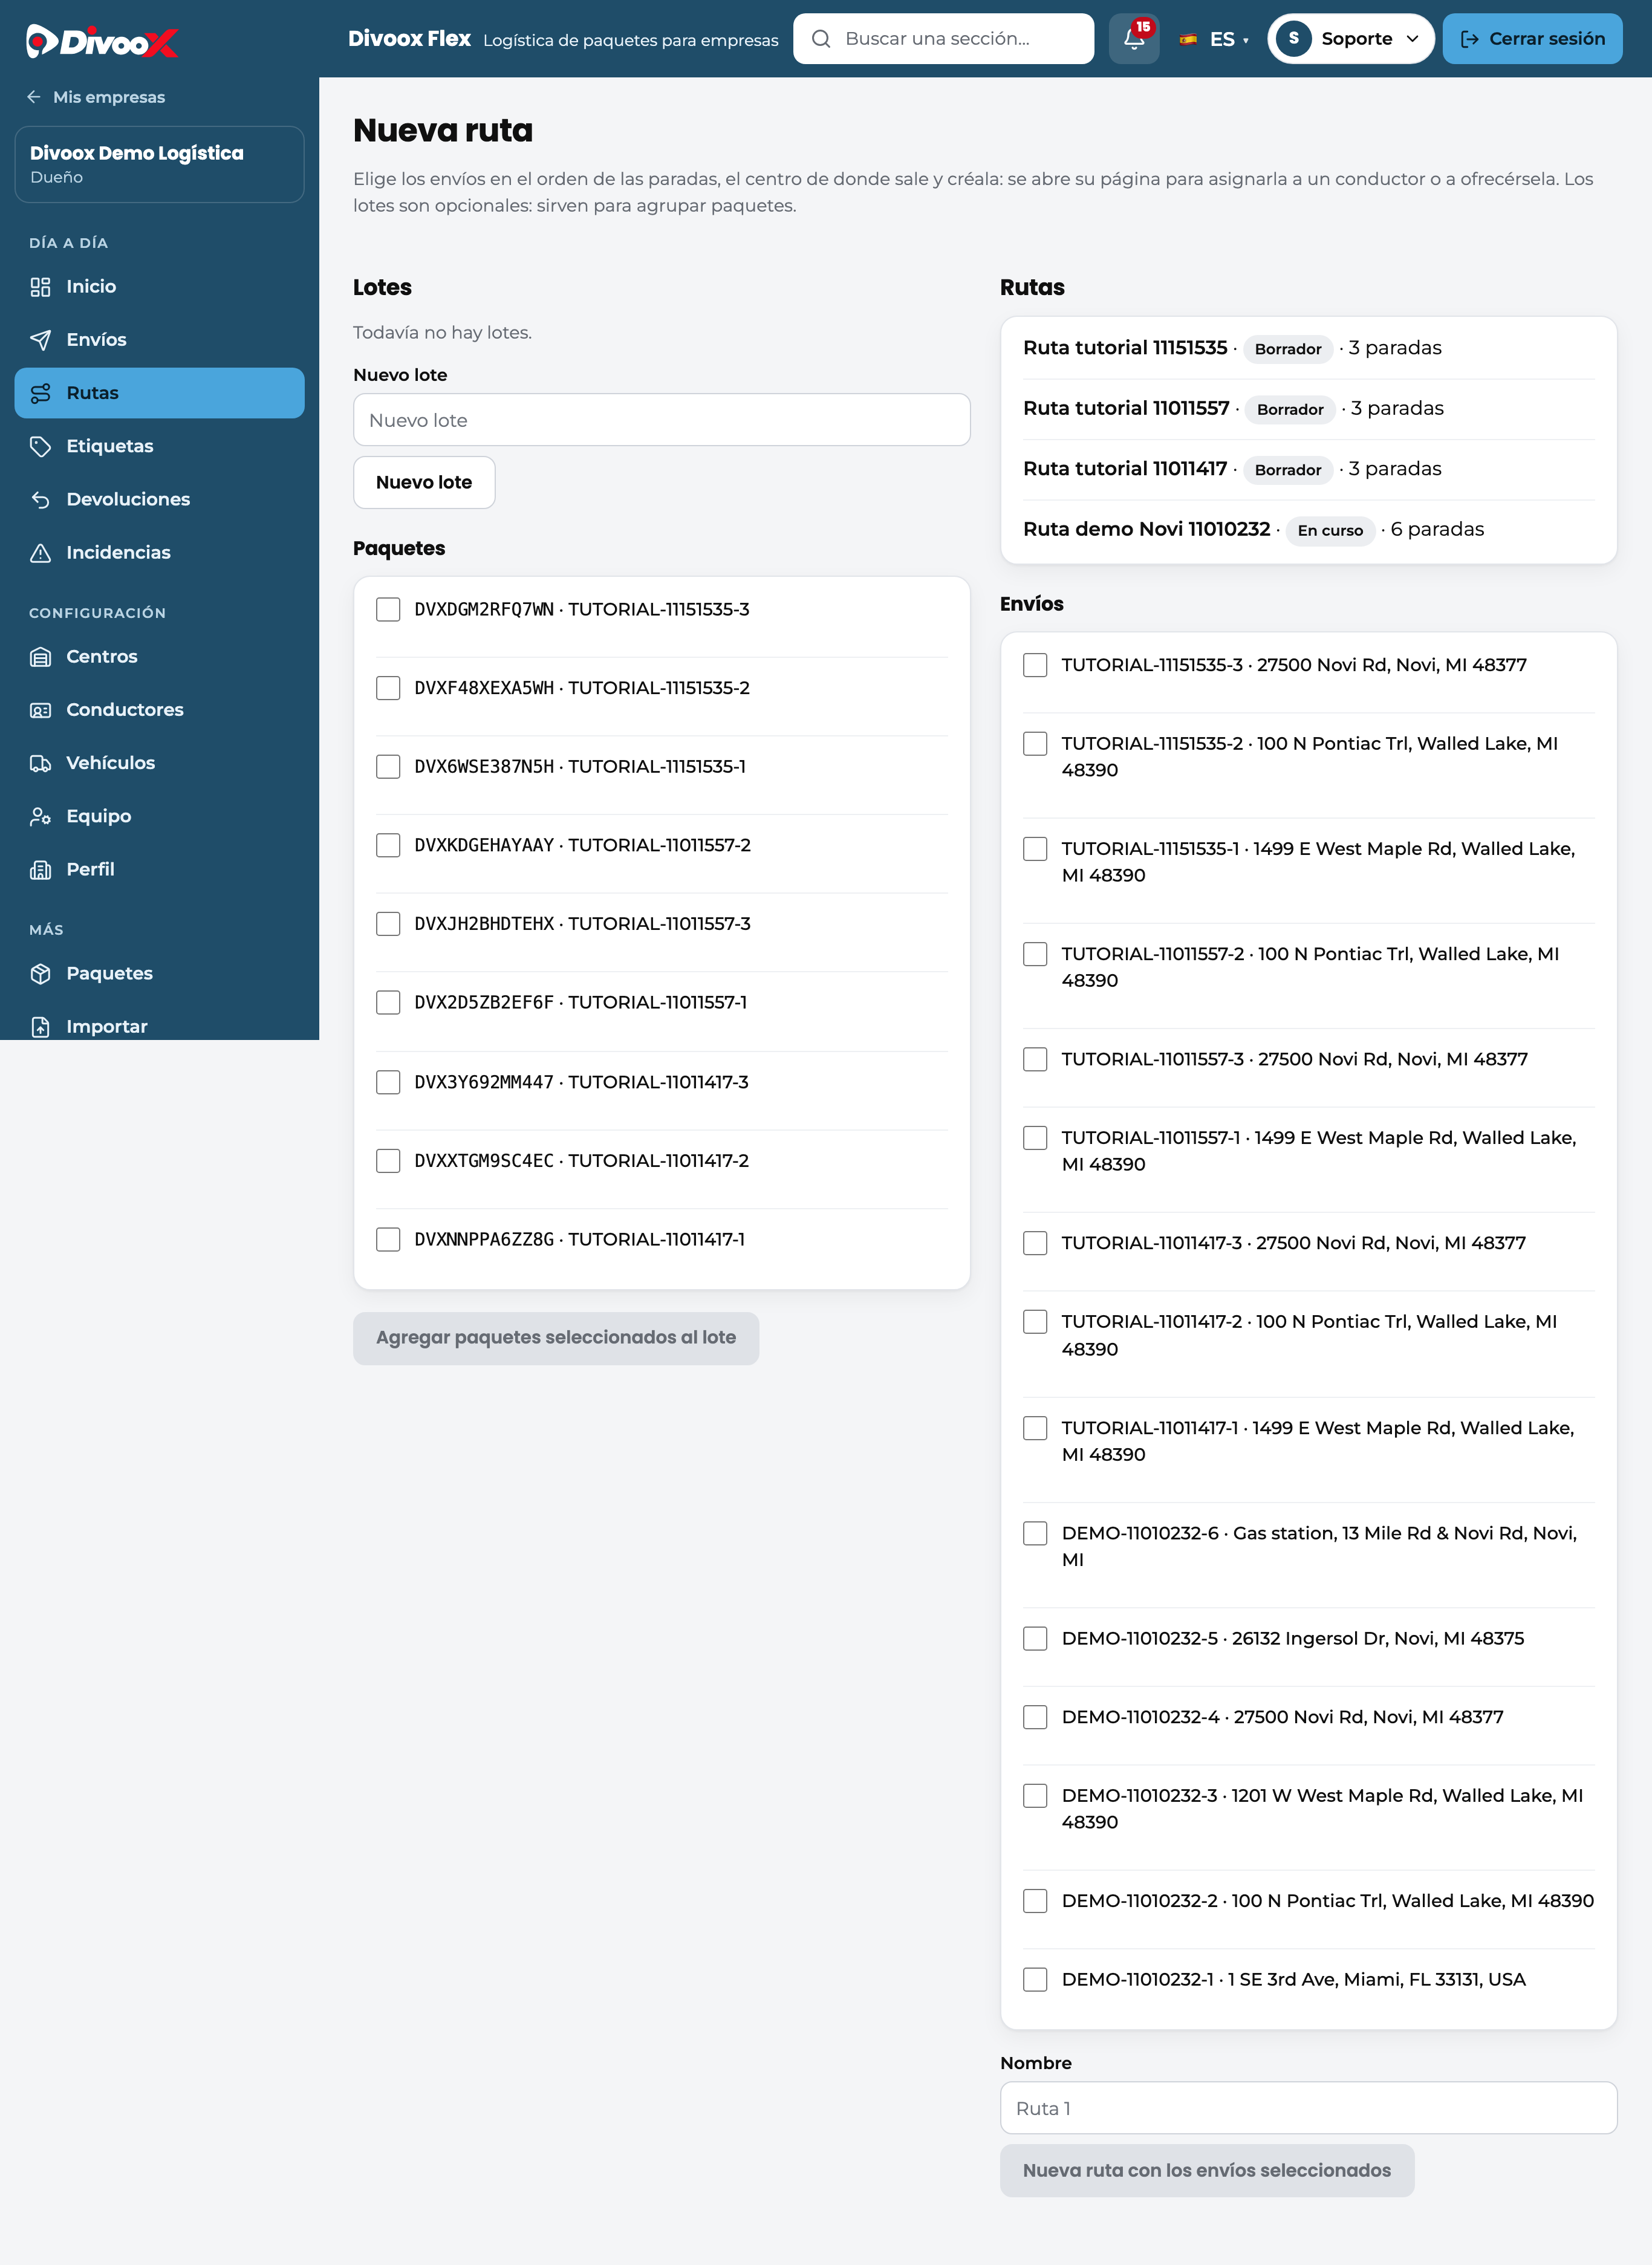 DivooX
Divoox Flex Logística de paquetes para empresas
Buscar una sección...
15
ES
S Soporte
Cerrar sesión
Mis empresas
Divoox Demo Logística
Dueño
DÍA A DÍA
Inicio
Envíos
Rutas
Etiquetas
Devoluciones
Incidencias
CONFIGURACIÓN
Centros
Conductores
Vehículos
Equipo
Perfil
MÁS
Paquetes
Importar
Nueva ruta
Elige los envíos en el orden de las paradas, el centro de donde sale y créala: se abre su página para asignarla a un conductor o a ofrecérsela. Los
lotes son opcionales: sirven para agrupar paquetes.
Lotes
Todavía no hay lotes.
Nuevo lote
Nuevo lote
Nuevo lote
Paquetes
DVXDGM2RFQ7WN · TUTORIAL-11151535-3
DVXF48XEXA5WH · TUTORIAL-11151535-2
DVX6WSE387N5H · TUTORIAL-11151535-1
DVXKDGEHAYAAY · TUTORIAL-11011557-2
DVXJH2BHDTEHX · TUTORIAL-11011557-3
DVX2D5ZB2EF6F · TUTORIAL-11011557-1
DVX3Y692MM447 · TUTORIAL-11011417-3
DVXXTGM9SC4EC · TUTORIAL-11011417-2
DVXNNPPA6ZZ8G · TUTORIAL-11011417-1
Agregar paquetes seleccionados al lote
Rutas
Ruta tutorial 11151535 · Borrador · 3 paradas
Ruta tutorial 11011557 · Borrador · 3 paradas
Ruta tutorial 11011417 · Borrador · 3 paradas
Ruta demo Novi 11010232 · En curso · 6 paradas
Envíos
TUTORIAL-11151535-3 · 27500 Novi Rd, Novi, MI 48377
TUTORIAL-11151535-2 · 100 N Pontiac Trl, Walled Lake, MI
48390
TUTORIAL-11151535-1 · 1499 E West Maple Rd, Walled Lake,
MI 48390
TUTORIAL-11011557-2 · 100 N Pontiac Trl, Walled Lake, MI
48390
TUTORIAL-11011557-3 · 27500 Novi Rd, Novi, MI 48377
TUTORIAL-11011557-1 · 1499 E West Maple Rd, Walled Lake,
MI 48390
TUTORIAL-11011417-3 · 27500 Novi Rd, Novi, MI 48377
TUTORIAL-11011417-2 · 100 N Pontiac Trl, Walled Lake, MI
48390
TUTORIAL-11011417-1 · 1499 E West Maple Rd, Walled Lake,
MI 48390
DEMO-11010232-6 · Gas station, 13 Mile Rd & Novi Rd, Novi,
MI
DEMO-11010232-5 · 26132 Ingersol Dr, Novi, MI 48375
DEMO-11010232-4 · 27500 Novi Rd, Novi, MI 48377
DEMO-11010232-3 · 1201 W West Maple Rd, Walled Lake, MI
48390
DEMO-11010232-2 · 100 N Pontiac Trl, Walled Lake, MI 48390
DEMO-11010232-1 · 1 SE 3rd Ave, Miami, FL 33131, USA
Nombre
Ruta 1
Nueva ruta con los envíos seleccionados